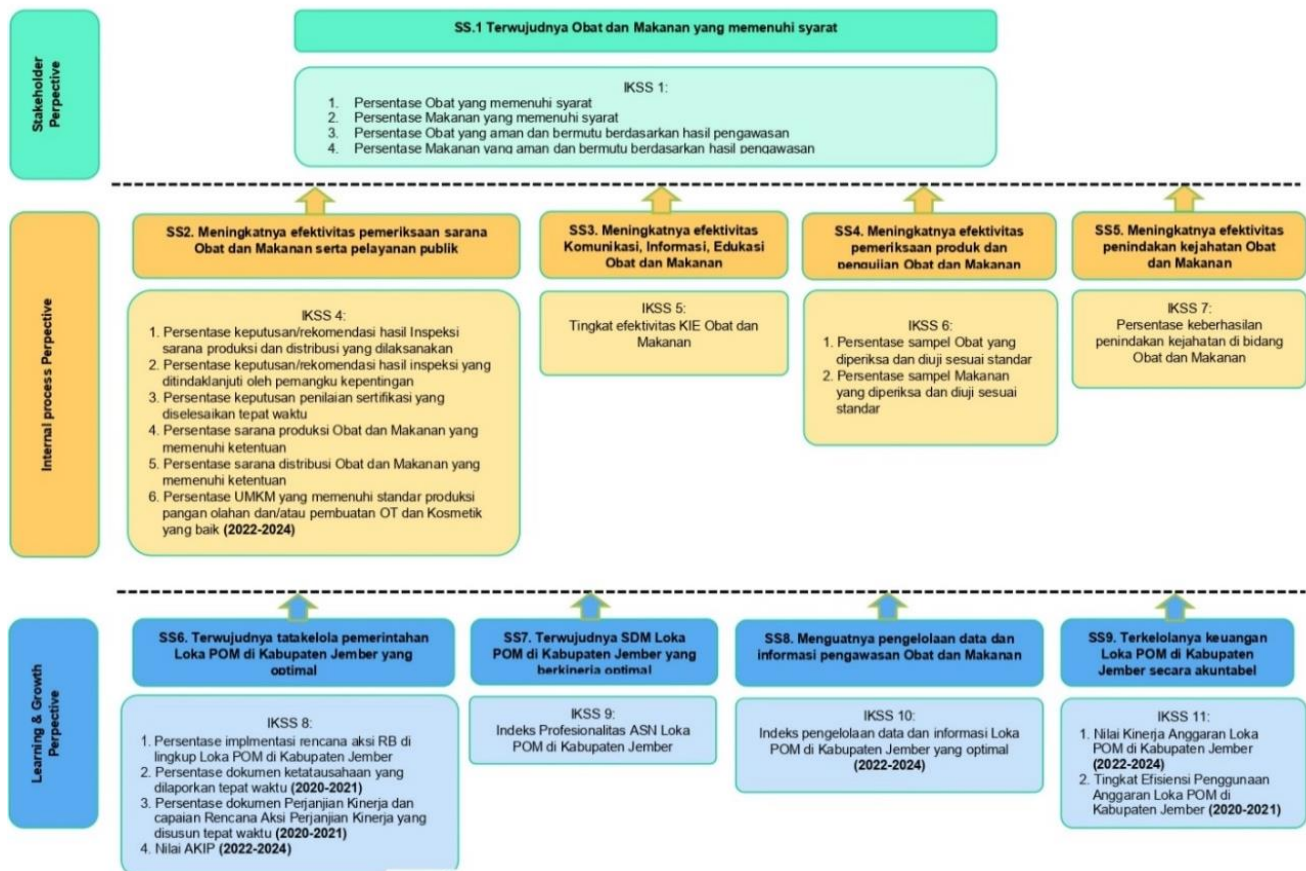 Stakeholder
Perpective
SS.1 Terwujudnya Obat dan Makanan yang memenuhi syarat
IKSS 1:
1. Persentase Obat yang memenuhi syarat
2. Persentase Makanan yang memenuhi syarat
3. Persentase Obat yang aman dan bermutu berdasarkan hasil pengawasan
4. Persentase Makanan yang aman dan bermutu berdasarkan hasil pengawasan
Internal process Perpective
SS2. Meningkatnya efektivitas pemeriksaan sarana
Obat dan Makanan serta pelayanan publik
IKSS 4:
1. Persentase keputusan/rekomendasi hasil Inspeksi
sarana produksi dan distribusi yang dilaksanakan
2. Persentase keputusan/rekomendasi hasil inspeksi yang
ditindaklanjuti oleh pemangku kepentingan
3. Persentase keputusan penilaian sertifikasi yang
diselesaikan tepat waktu
4. Persentase sarana produksi Obat dan Makanan yang
memenuhi ketentuan
5. Persentase sarana distribusi Obat dan Makanan yang
memenuhi ketentuan
6. Persentase UMKM yang memenuhi standar produksi
pangan olahan dan/atau pembuatan OT dan Kosmetik
yang baik (2022-2024)
SS3. Meningkatnya efektivitas
Komunikasi, Informasi, Edukasi
Obat dan Makanan
IKSS 5:
Tingkat efektivitas KIE Obat dan
Makanan
SS4. Meningkatnya efektivitas
pemeriksaan produk dan
pengujian Obat dan Makanan
IKSS 6:
1. Persentase sampel Obat yang
diperiksa dan diuji sesuai standar
2. Persentase sampel Makanan
yang diperiksa dan diuji sesuai
standar
SS5. Meningkatnya efektivitas
penindakan kejahatan Obat
dan Makanan
IKSS 7:
Persentase keberhasilan
penindakan kejahatan di bidang
Obat dan Makanan
Learning & Growth
Perpective
SS6. Terwujudnya tatakelola pemerintahan
Loka POM di Kabupaten Jember yang
optimal
IKSS 8:
1. Persentase implmentasi rencana aksi RB di
lingkup Loka POM di Kabupaten Jember
2. Persentase dokumen ketatausahaan yang
dilaporkan tepat waktu (2020-2021)
3. Persentase dokumen Perjanjian Kinerja dan
capaian Rencana Aksi Perjanjian Kinerja yang
disusun tepat waktu (2020-2021)
4. Nilai AKIP (2022-2024)
SS7. Terwujudnya SDM Loka
POM di Kabupaten Jember yang
berkinerja optimal
IKSS 9:
Indeks Profesionalitas ASN Loka
POM di Kabupaten Jember
SS8. Menguatnya pengelolaan data dan
informasi pengawasan Obat dan Makanan
IKSS 10:
Indeks pengelolaan data dan informasi Loka
POM di Kabupaten Jember yang optimal
(2022-2024)
SS9. Terkelolanya keuangan
Loka POM di Kabupaten
Jember secara akuntabel
IKSS 11:
1. Nilai Kinerja Anggaran Loka
POM di Kabupaten Jember
(2022-2024)
2. Tingkat Efisiensi Penggunaan
Anggaran Loka POM di
Kabupaten Jember (2020-2021)